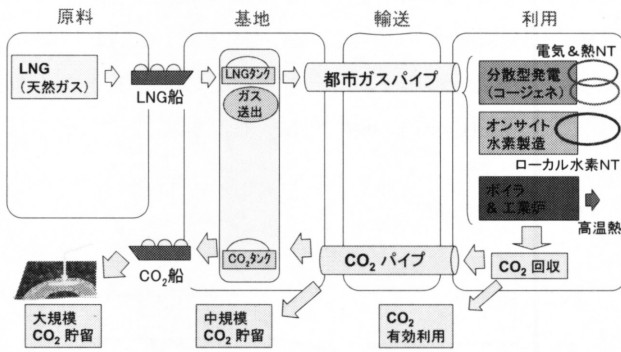 原料
基地
輸送
利用
電気&熱NT
LNG
(天然ガス)
LNG船
LNGタンク
ガス
送出
都市ガスパイプ
分散型発電
(コージェネ)
オンサイト
水素製造
ローカル水素NT
ボイラ
&工業炉
高温熱
CO₂船
CO₂タンク
CO₂ パイプ
CO₂ 回収
大規模
CO₂ 貯留
中規模
CO₂ 貯留
CO₂
有効利用